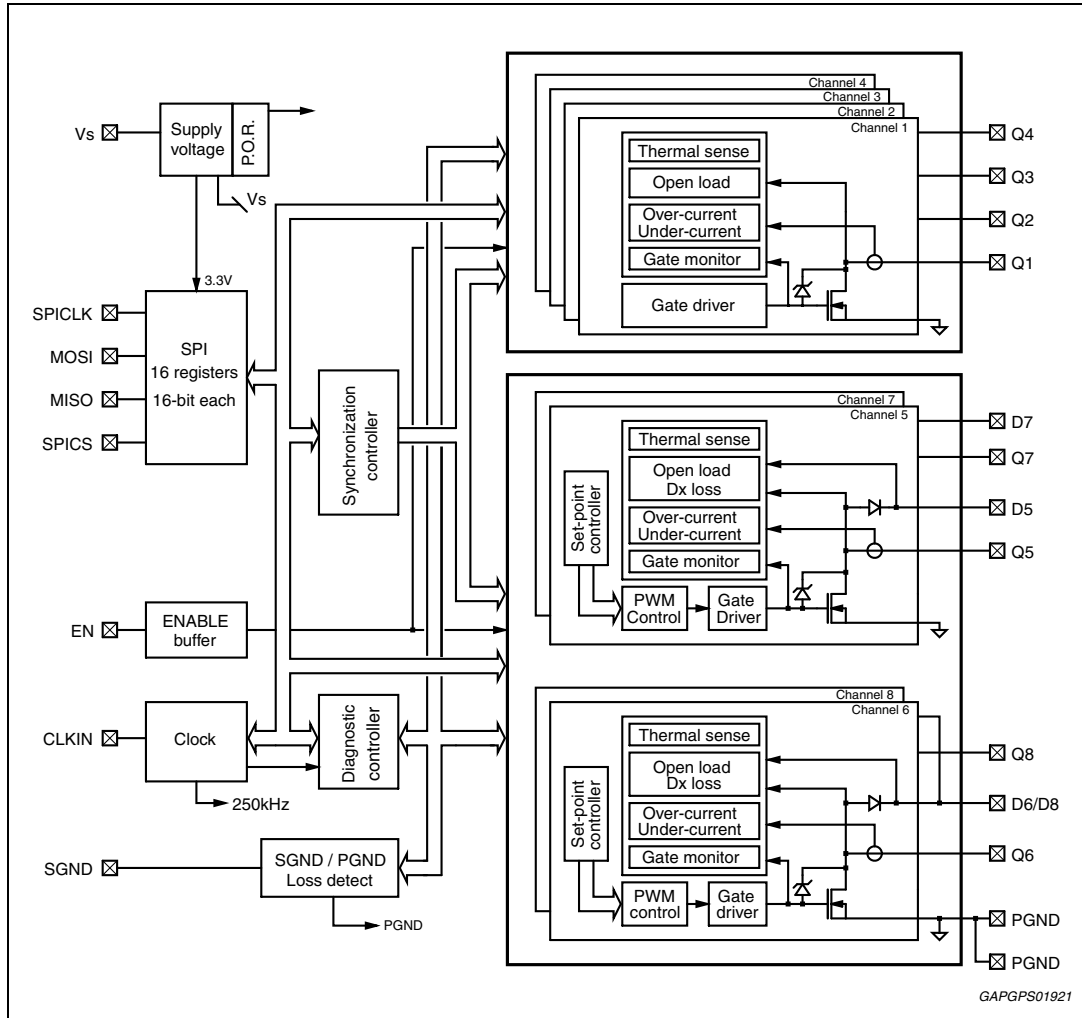 Channel 4
Channel 3
Channel 2
Channel 1
Vs
Supply
voltage
P.O.R.
Vs
3.3V
Thermal sense
Open load
Over-current
Under-current
Gate monitor
Gate driver
Q4
Q3
Q2
Q1
SPICLK
MOSI
MISO
SPICS
SPI
16 registers
16-bit each
Synchronization
controller
Channel 7
Channel 5
Thermal sense
Open load
Dx loss
Over-current
Under-current
Gate monitor
Set-point
controller
PWM
Control
Gate
Driver
D7
Q7
D5
Q5
EN
ENABLE
buffer
CLKIN
Clock
250kHz
Diagnostic
controller
SGND
SGND / PGND
Loss detect
PGND
Channel 8
Channel 6
Thermal sense
Open load
Dx loss
Over-current
Under-current
Gate monitor
Set-point
controller
PWM
control
Gate
driver
Q8
D6/D8
Q6
PGND
PGND
GAPGPS01921